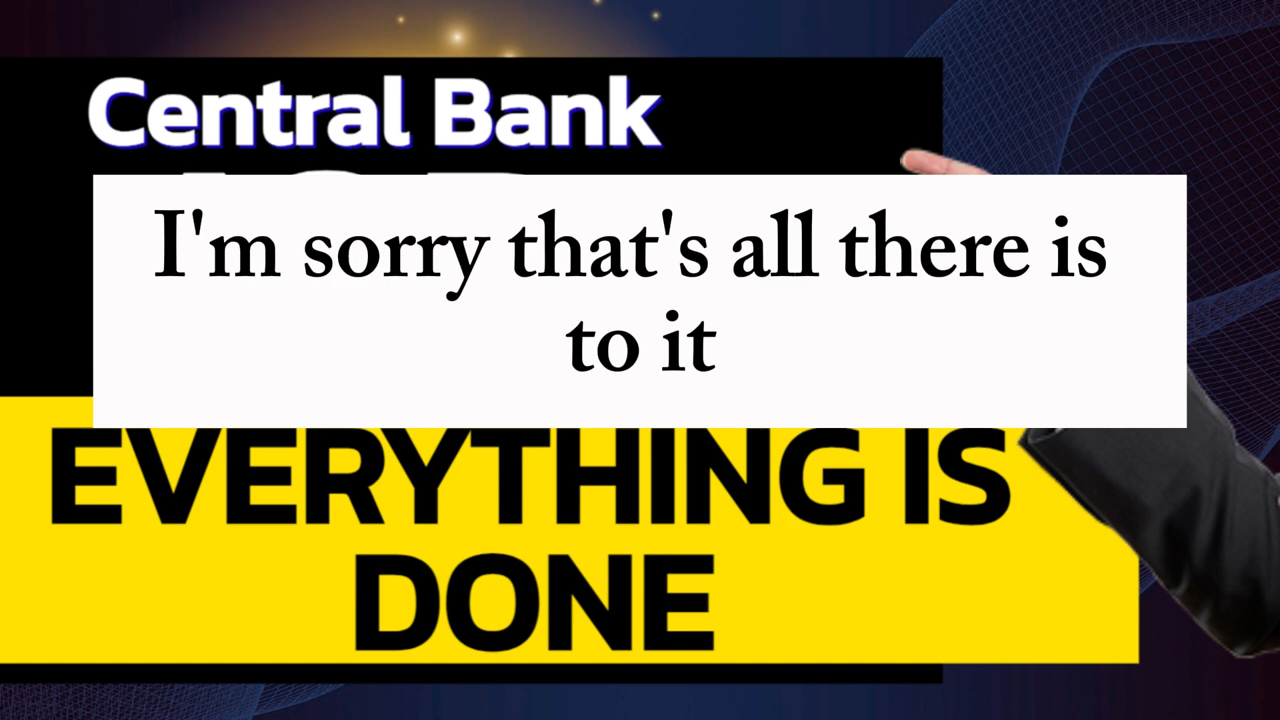 Central Bank
I'm sorry that's all there is
to it
EVERYTHING IS
DONE